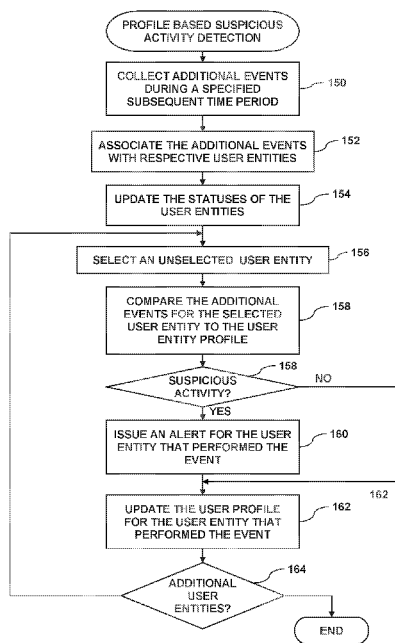 PROFILE BASED SUSPICIOUS
ACTIVITY DETECTION
COLLECT ADDITIONAL EVENTS
DURING A SPECIFIED
SUBSEQUENT TIME PERIOD
150
ASSOCIATE THE ADDITIONAL EVENTS
WITH RESPECTIVE USER ENTITIES
152
UPDATE THE STATUSES OF THE
USER ENTITIES
154
SELECT AN UNSELECTED USER ENTITY
156
COMPARE THE ADDITIONAL
EVENTS FOR THE SELECTED
USER ENTITY TO THE USER
ENTITY PROFILE
158
SUSPICIOUS
ACTIVITY?
158
NO
YES
ISSUE AN ALERT FOR THE USER
ENTITY THAT PERFORMED THE
EVENT
160
162
UPDATE THE USER PROFILE
FOR THE USER ENTITY THAT
PERFORMED THE EVENT
162
ADDITIONAL
USER
ENTITIES?
164
END